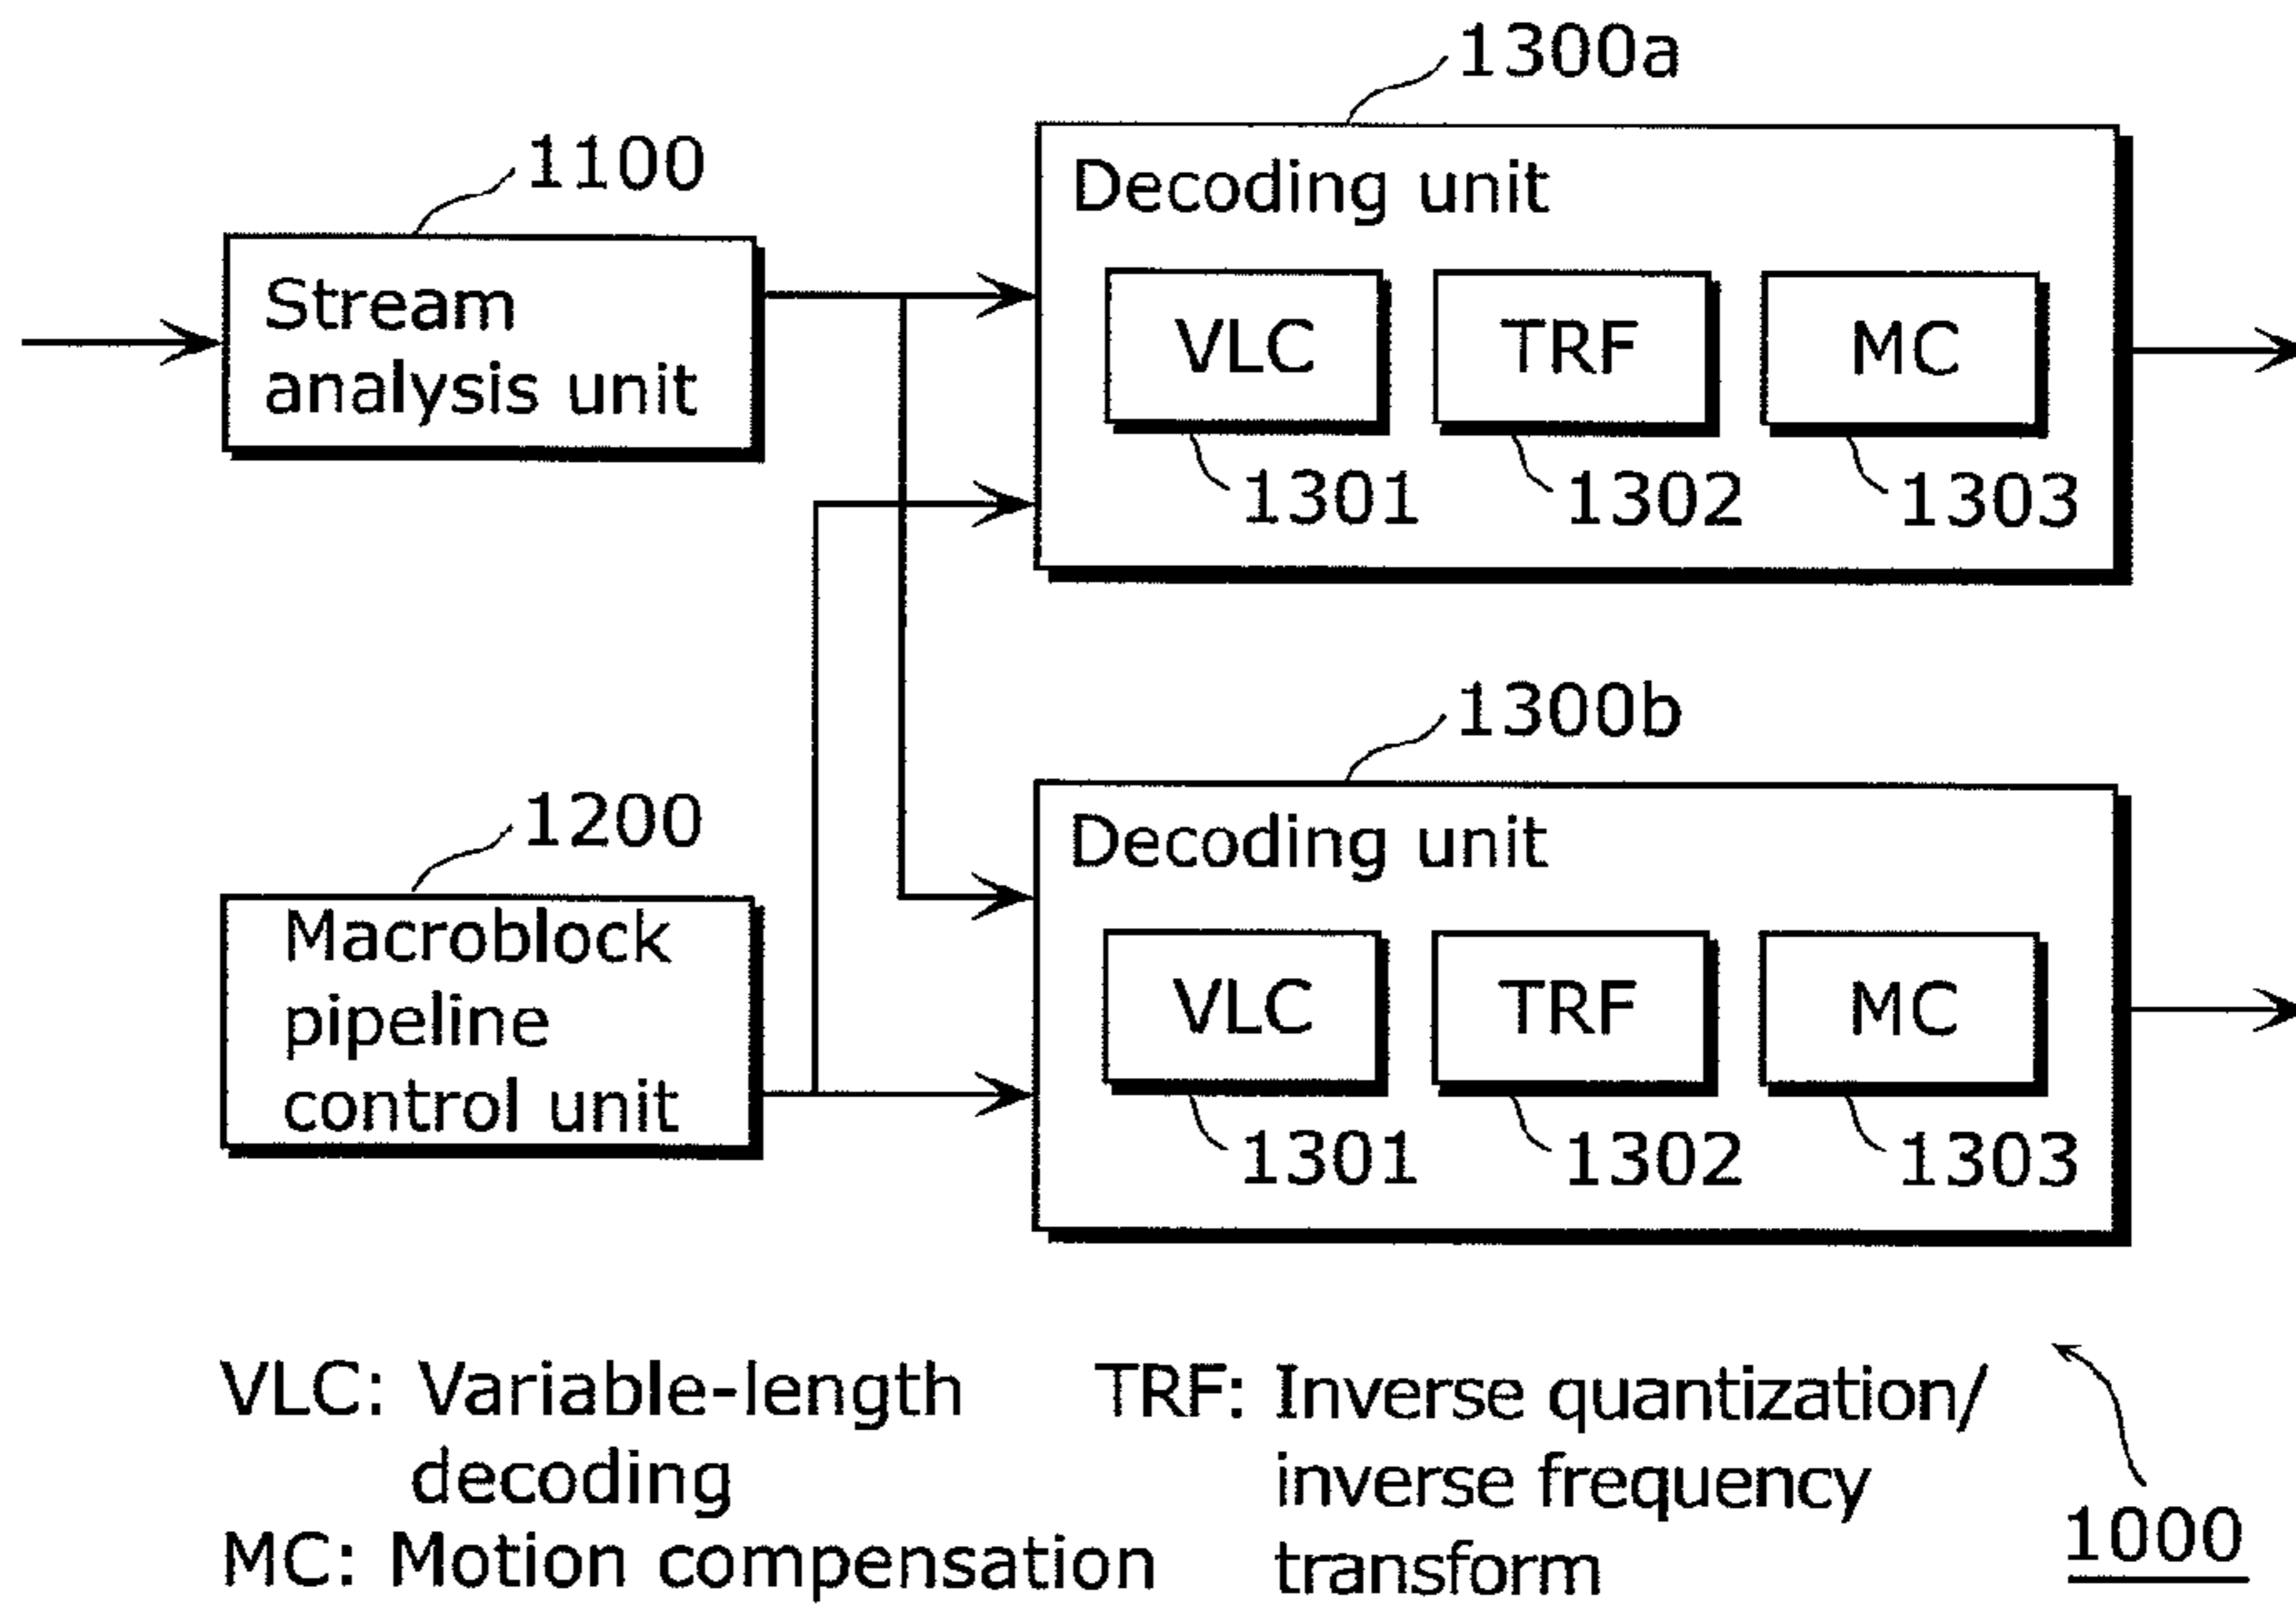 1300a
1100
Decoding unit
Stream
analysis unit
VLC
TRF
MC
1301
1302
1303
1300b
1200
Decoding unit
Macroblock
pipeline
control unit
VLC
TRF
MC
1301
1302
1303
VLC: Variable-length
decoding
MC: Motion compensation
TRF: Inverse quantization/
inverse frequency
transform
1000